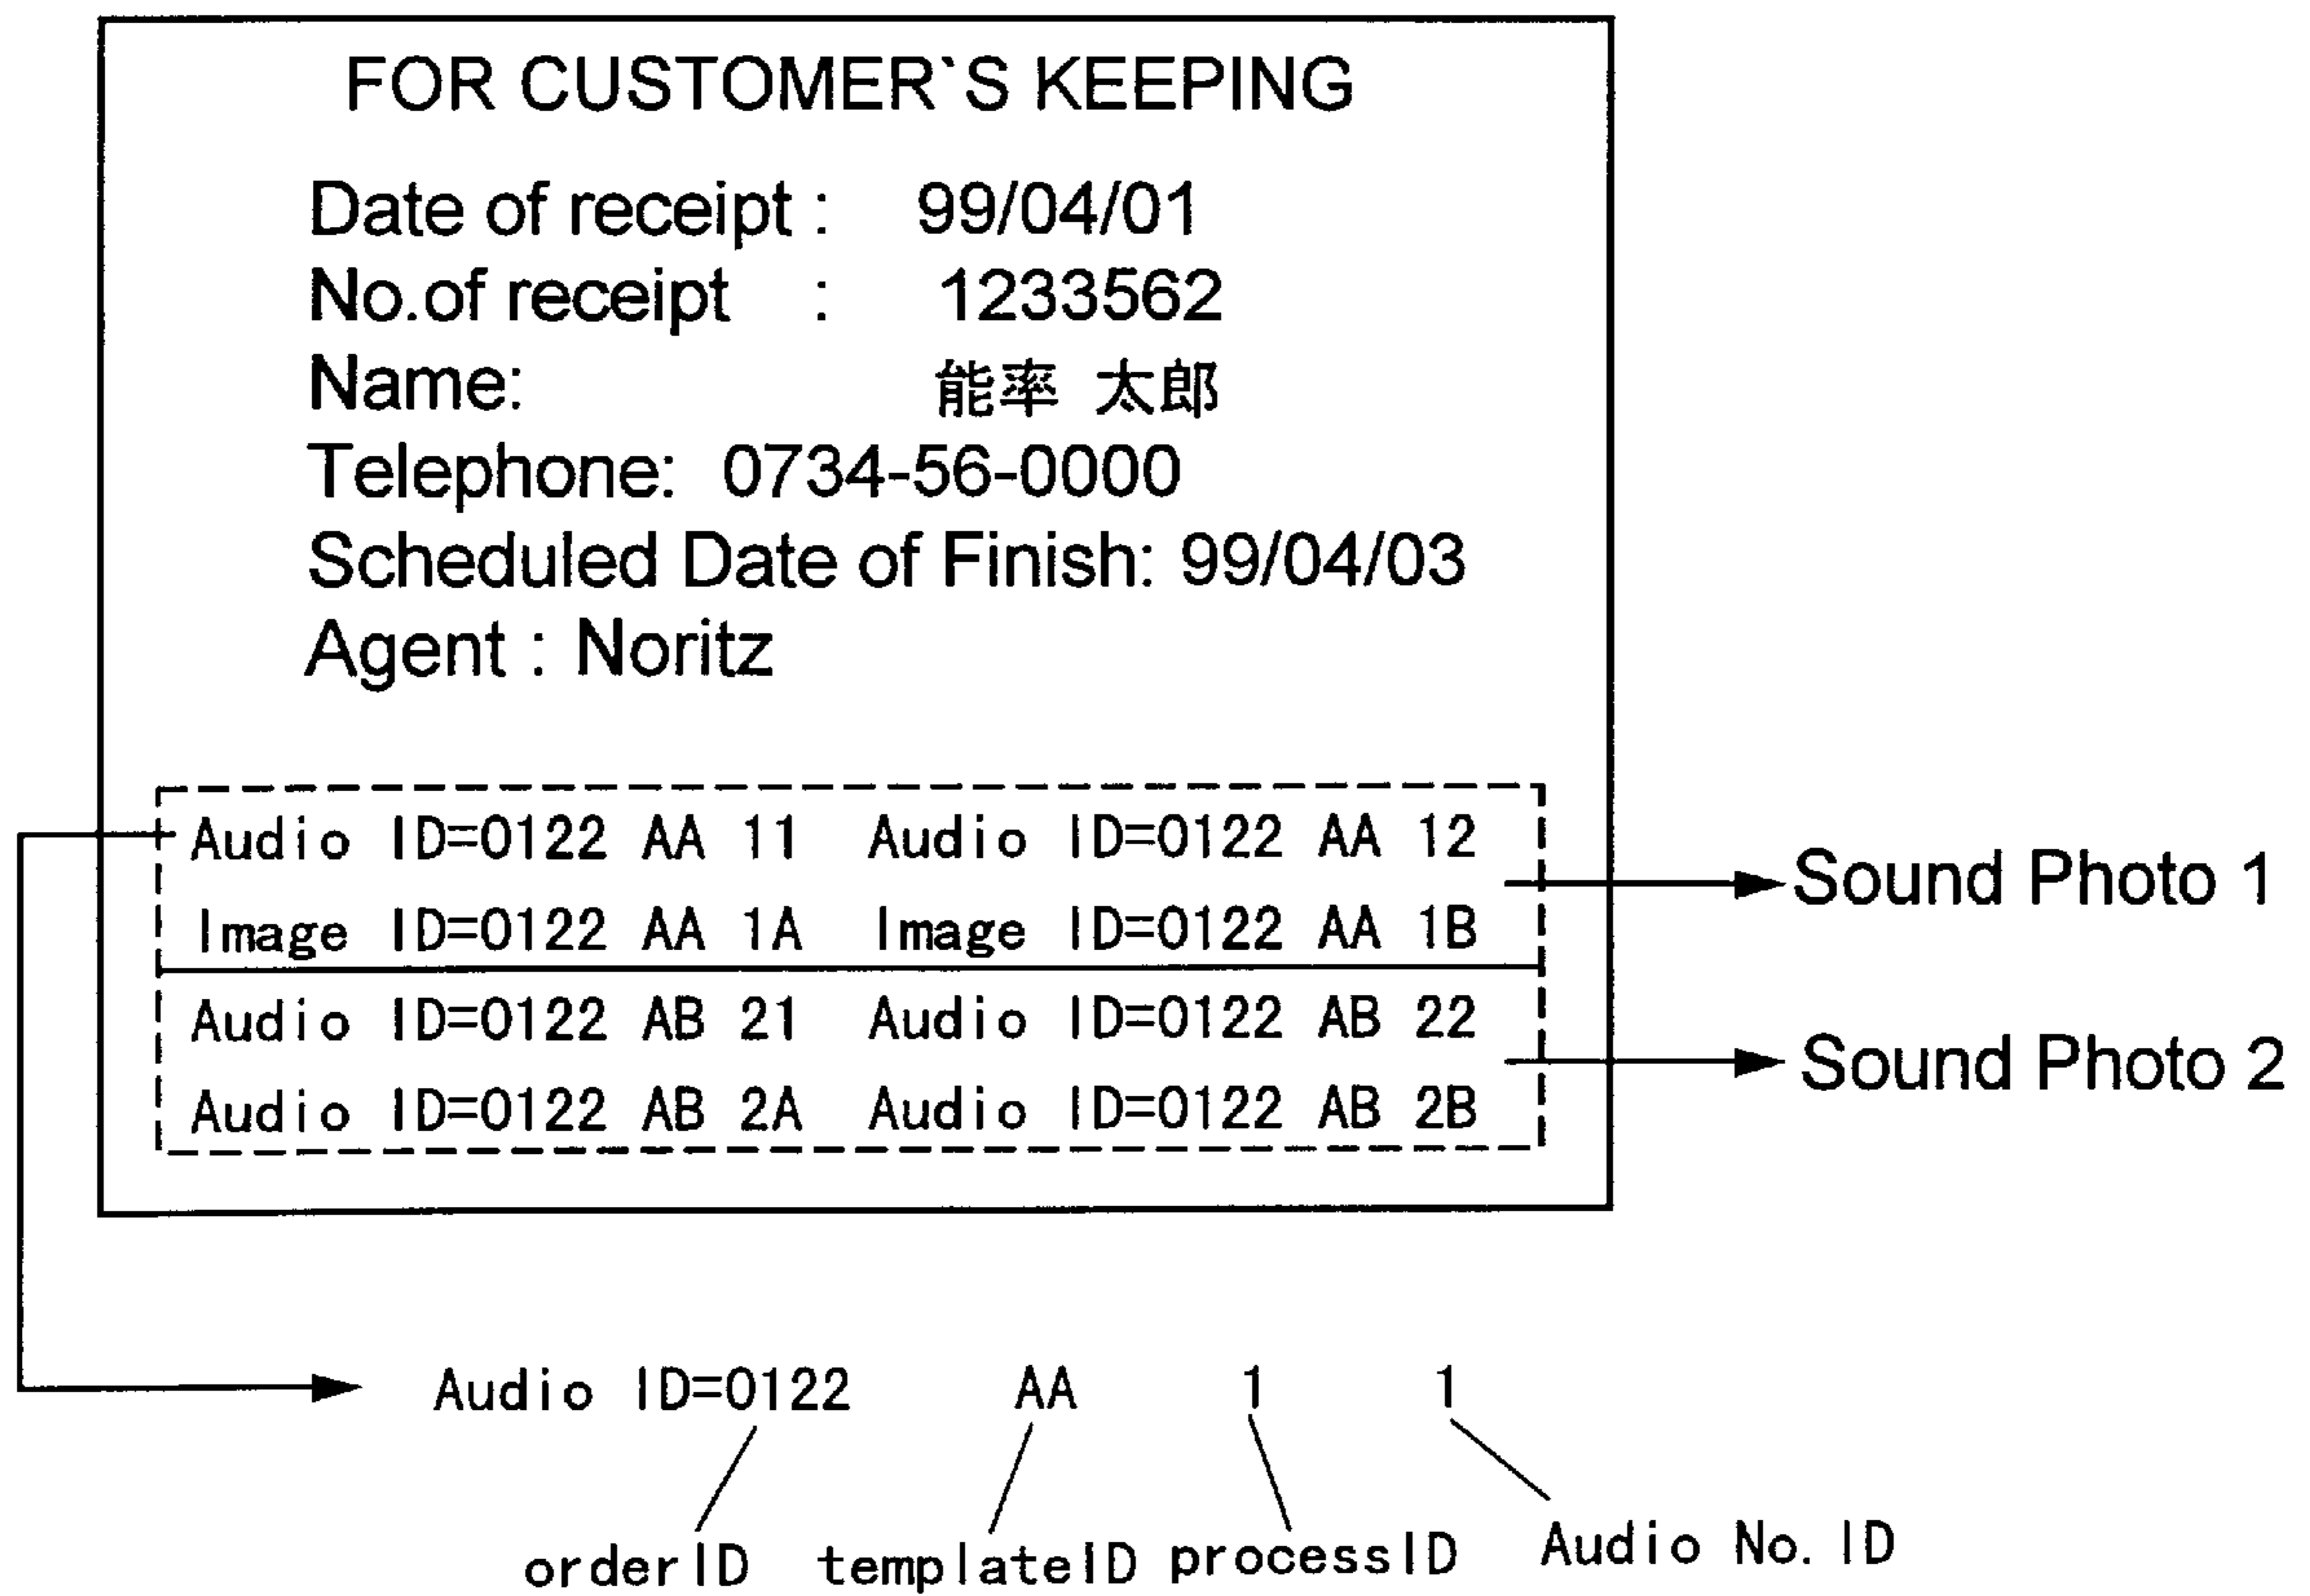 FOR CUSTOMER`S KEEPING
Date of receipt : 99/04/01
No.of receipt : 1233562
Name: 能率 太郎
Telephone: 0734-56-0000
Scheduled Date of Finish: 99/04/03
Agent : Noritz
Audio ID=0122 AA 11 Audio ID=0122 AA 12
Image ID=0122 AA 1A Image ID=0122 AA 1B
Sound Photo 1
Audio ID=0122 AB 21 Audio ID=0122 AB 22
Audio ID=0122 AB 2A Audio ID=0122 AB 2B
Sound Photo 2
Audio ID=0122 AA 1 1
orderID templateID processID Audio No. ID